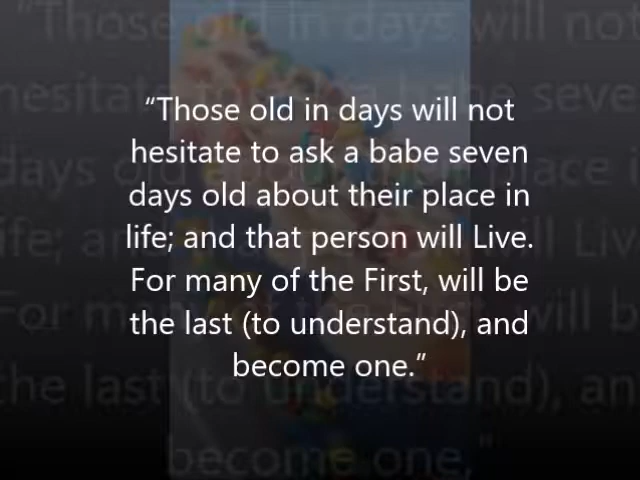 “Those old in days will not
hesitate to ask a babe seven
days old about their place in
life; and that person will Live.
For many of the First, will be
the last (to understand), and
become one.”